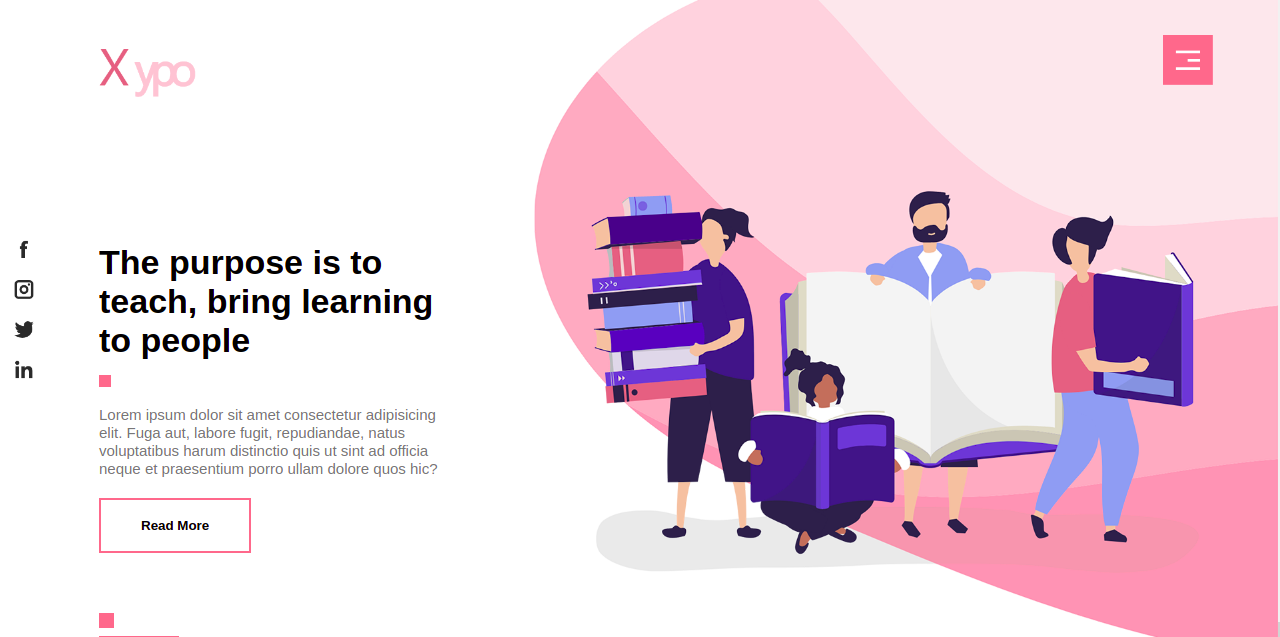 X ypo
The purpose is to
teach, bring learning
to people
Lorem ipsum dolor sit amet consectetur adipisicing
elit. Fuga aut, labore fugit, repudiandae, natus
voluptatibus harum distinctio quis ut sint ad officia
neque et praesentium porro ullam dolore quos hic?
Read More